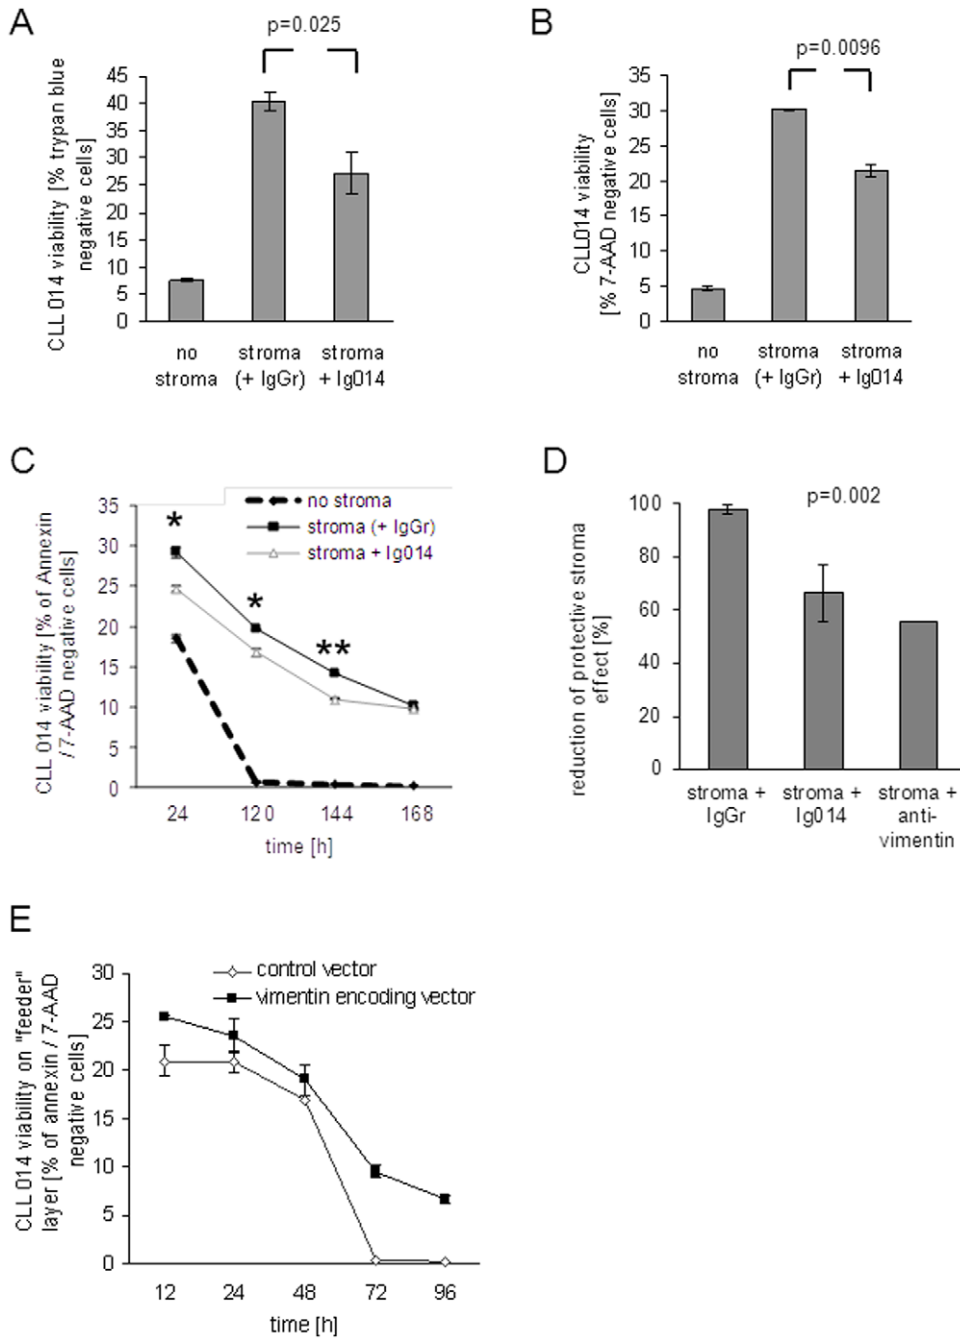 A
p=0.025
CLL 014 viability [% trypan blue
negative cells]
45
40
35
30
25
20
15
10
5
0
no
stroma
stroma
(+ IgGr)
stroma
+ Ig014
B
p=0.0096
CLL014 viability
[% 7-AAD negative cells]
35
30
25
20
15
10
5
0
no
stroma
stroma
(+ IgGr)
stroma
+ Ig014
C
CLL 014 viability [% of Annexin
/ 7-AAD negative cells]
35
30
25
20
15
10
5
0
no stroma
stroma (+ IgGr)
stroma + Ig014
*
*
**
24
120
144
168
time [h]
D
p=0.002
reduction of protective stroma
effect [%]
100
80
60
40
20
0
stroma +
IgGr
stroma +
Ig014
stroma +
anti-
vimentin
E
CLL 014 viability on "feeder"
layer [% of annexin / 7-AAD
negative cells]
30
25
20
15
10
5
0
control vector
vimentin encoding vector
12
24
48
72
96
time [h]